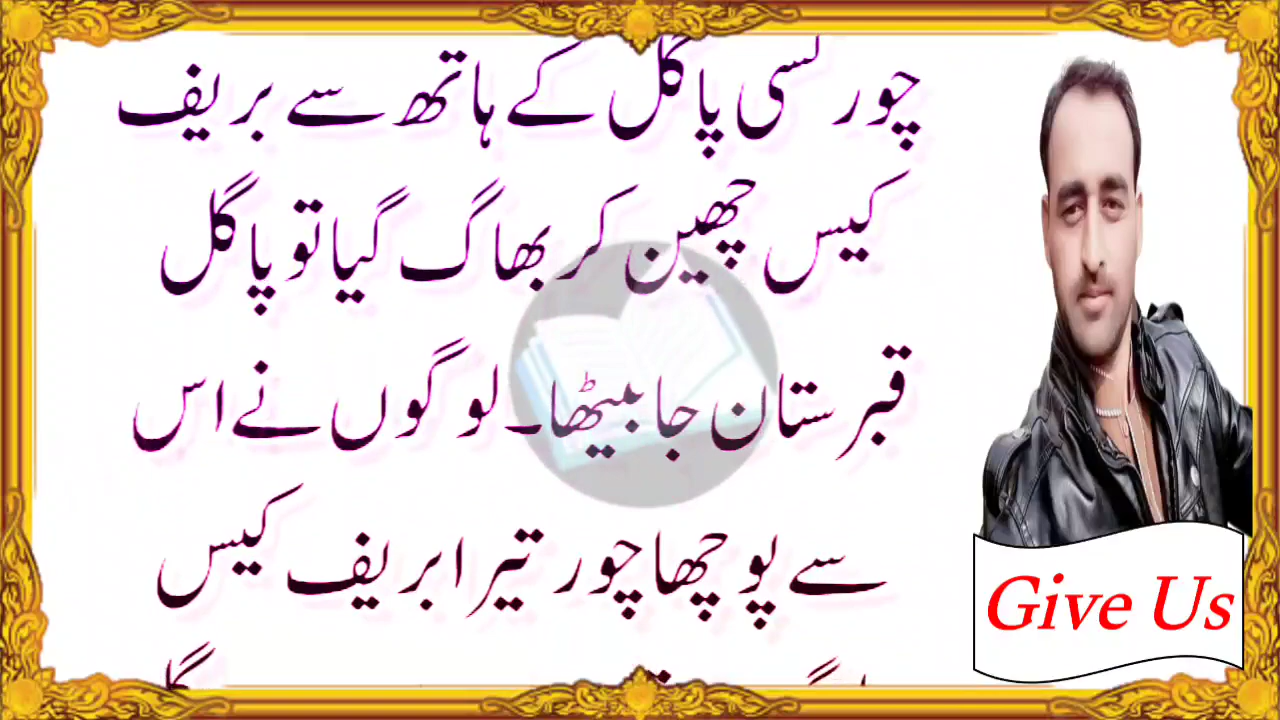 چور کسی پاگل کے ہاتھ سے بریف
کیس چھین کر بھاگ گیا تو پاگل
قبرستان جا بیٹھا۔ لوگوں نے اس
سے پوچھا چور تیرا بریف کیس
Give Us